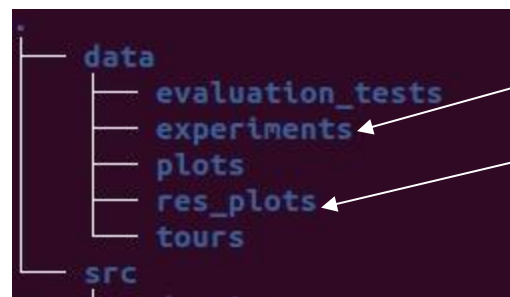 .
data
evaluation_tests
experiments
plots
res_plots
tours
src